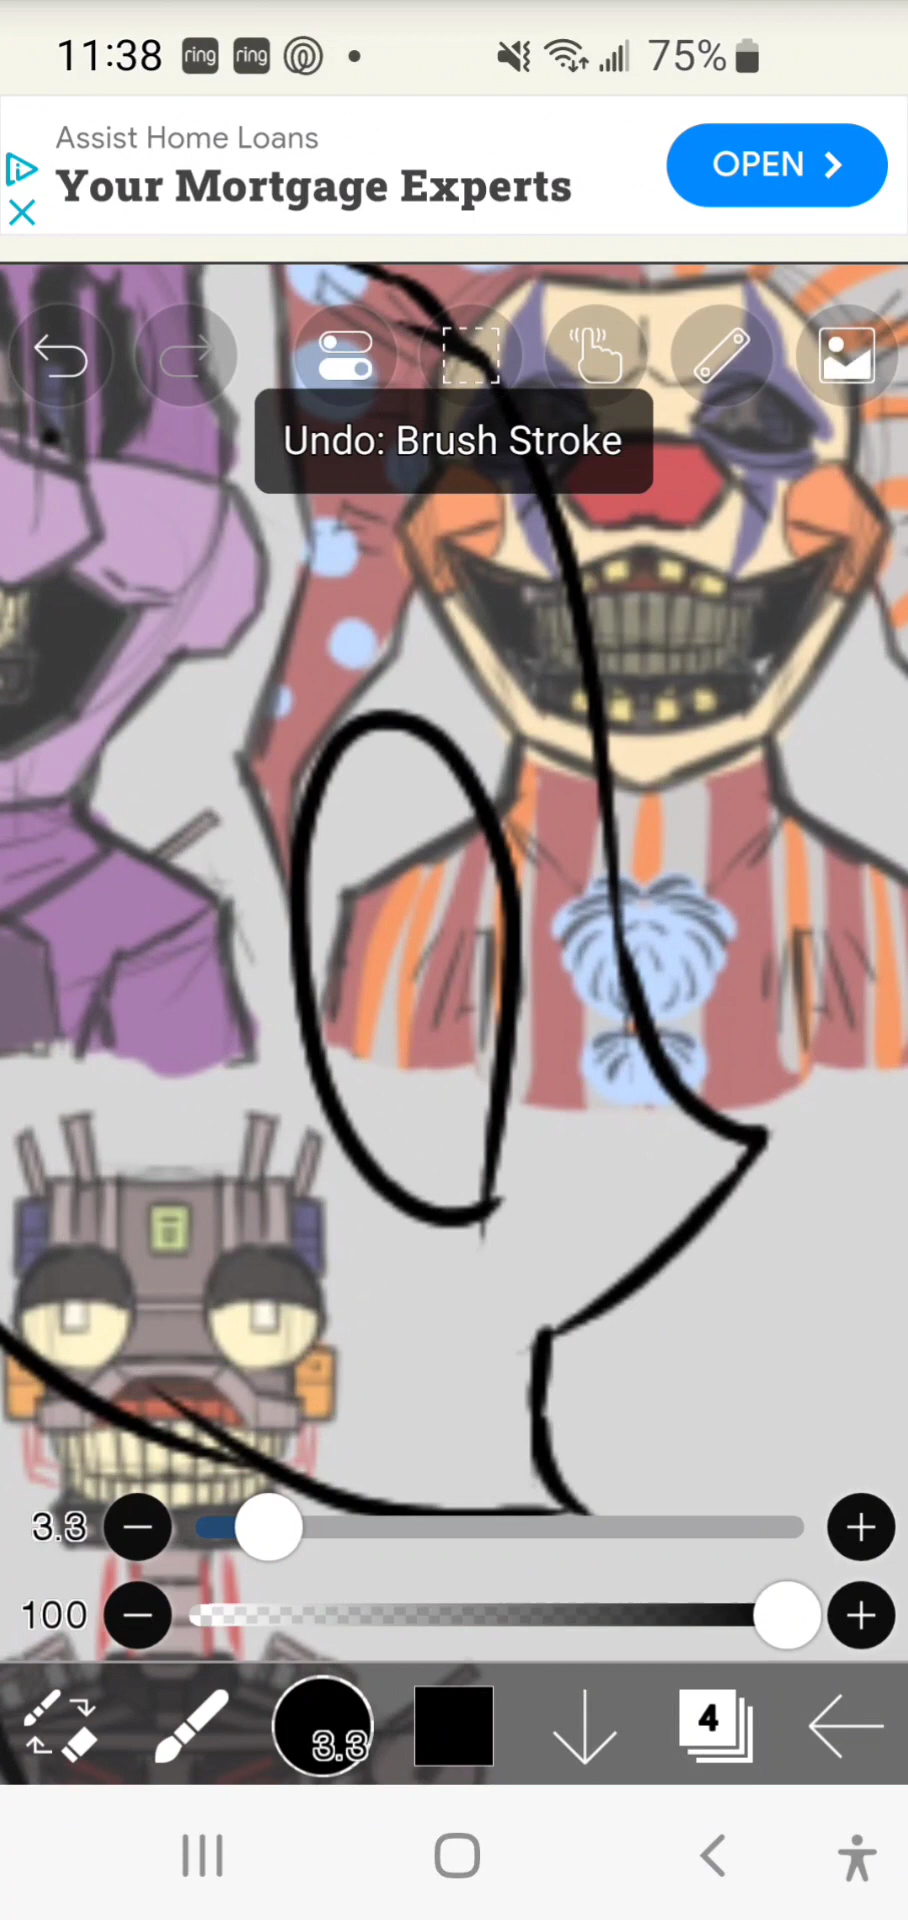 11:38 ring ring 75%
Assist Home Loans
Your Mortgage Experts
OPEN
Undo: Brush Stroke
3.3
100
3.3
4